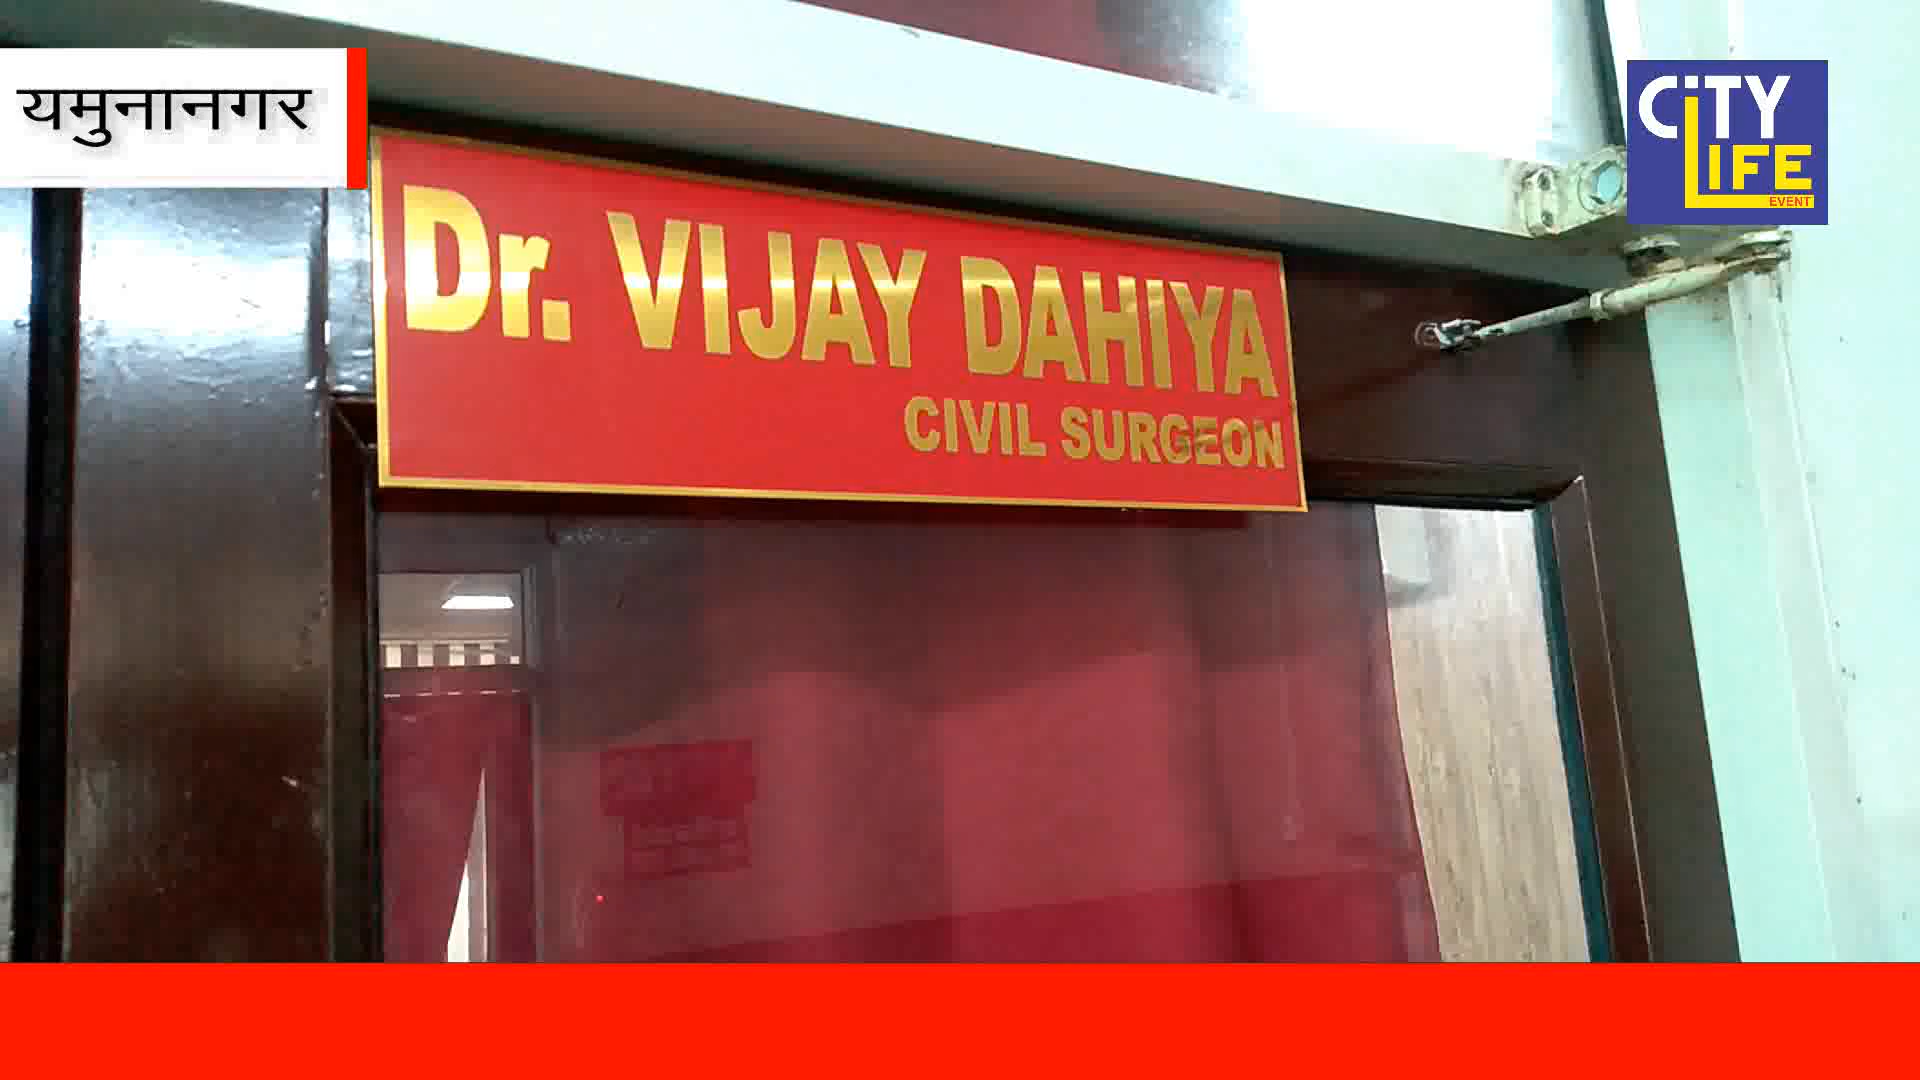 यमुनानगर
CiTY
LIFE
EVENT
Dr. VIJAY DAHIYA
CIVIL SURGEON